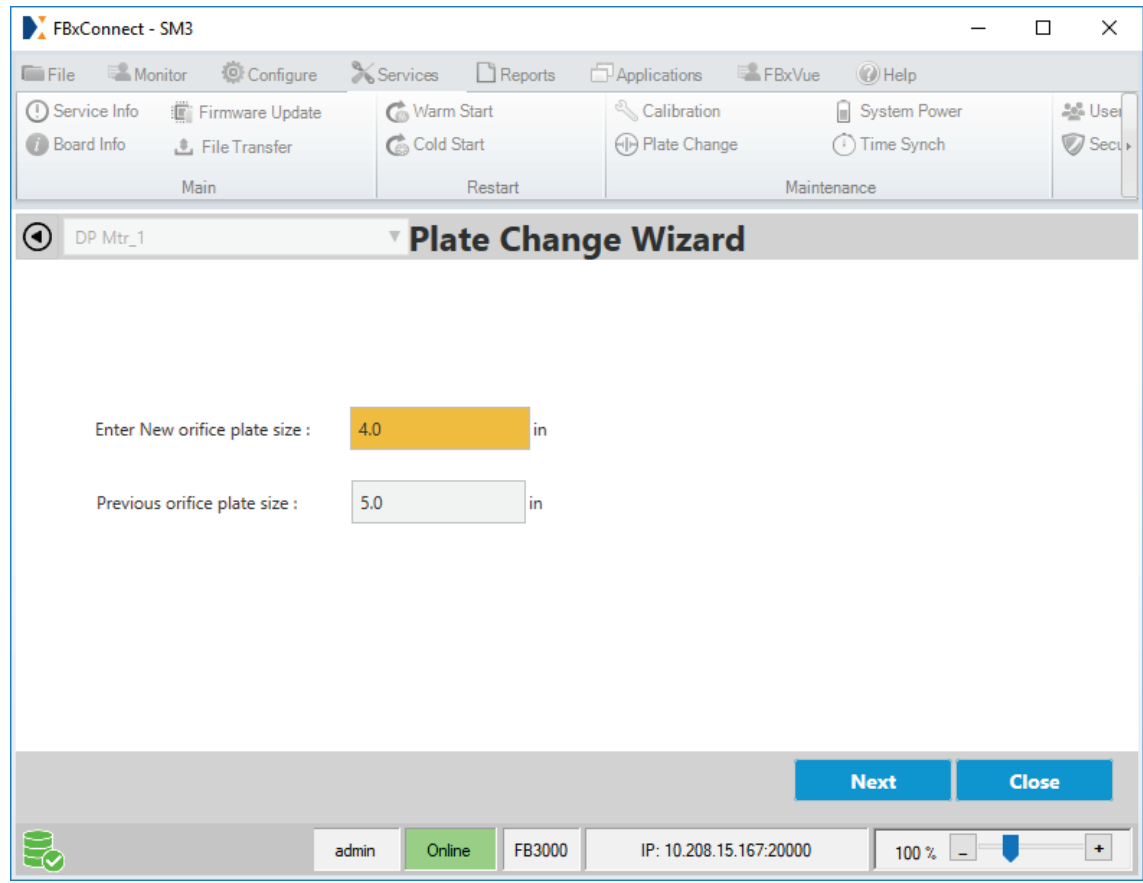 FBxConnect - SM3
File Monitor Configure Services Reports Applications FBxVue Help
Service Info Firmware Update Warm Start Calibration System Power User
Board Info File Transfer Cold Start Plate Change Time Synch Secu
Main Restart Maintenance
DP Mtr_1 Plate Change Wizard
Enter New orifice plate size : 4.0 in
Previous orifice plate size : 5.0 in
Next Close
admin Online FB3000 IP: 10.208.15.167:20000 100 % - +